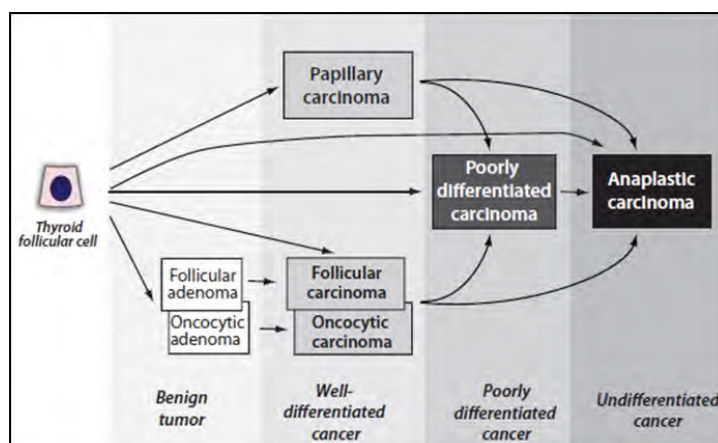 Papillary
carcinoma
Thyroid
follicular cell
Poorly
differentiated
carcinoma
Anaplastic
carcinoma
Follicular
adenoma
Oncocytic
adenoma
Follicular
carcinoma
Oncocytic
carcinoma
Benign
tumor
Well-
differentiated
cancer
Poorly
differentiated
cancer
Undifferentiated
cancer